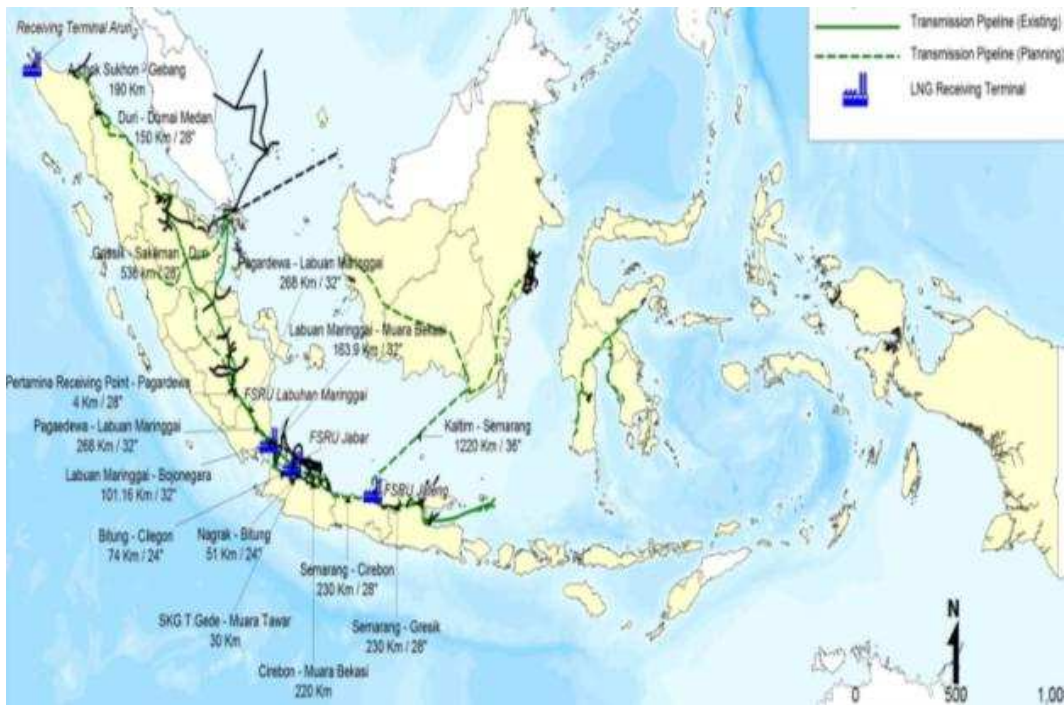 Transmission Pipeline (Existing)
Transmission Pipeline (Planning)
LNG Receiving Terminal
Receiving Terminal Arun
Sukhon - Gebang
190 Km
Duri - Dumai Medan
150 Km / 28"
- Duri
Pagardewa - Labuan Maringgai
268 Km / 32"
Labuan Maringgai - Muara Bekasi
163.9 Km / 32"
Pertamina Receiving Point - Pagardewa
4 Km / 28"
FSRU Labuhan Maringgai
Pagaedewa - Labuan Maringgai
268 Km / 32"
FSRU Jabar
Kaltim - Semarang
1220 Km / 36"
Labuan Maringgai - Bojonegara
101.16 Km / 32"
FSRU Jateng
Bitung - Cilegon
74 Km / 24"
Nagrak - Bitung
51 Km / 24"
Semarang - Cirebon
230 Km / 28"
SKG T.Gede - Muara Tawar
30 Km
Semarang - Gresik
230 Km / 28"
Cirebon - Muara Bekasi
220 Km
N
0 500 1,00